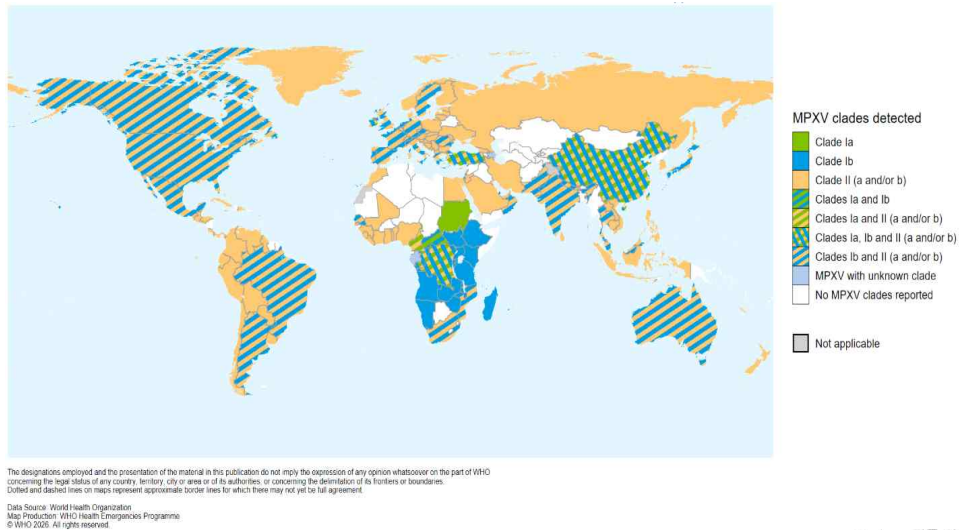 MPXV clades detected
Clade Ia
Clade Ib
Clade II (a and/or b)
Clades Ia and Ib
Clades Ia and II (a and/or b)
Clades Ia, Ib and II (a and/or b)
Clades Ib and II (a and/or b)
MPXV with unknown clade
No MPXV clades reported
Not applicable
The designations employed and the presentation of the material in this publication do not imply the expression of any opinion whatsoever on the part of WHO
concerning the legal status of any country, territory, city or area or of its authorities, or concerning the delimitation of its frontiers or boundaries.
Dotted and dashed lines on maps represent approximate border lines for which there may not yet be full agreement.
Data Source: World Health Organization
Map Production: WHO Health Emergencies Programme
© WHO 2026. All rights reserved.